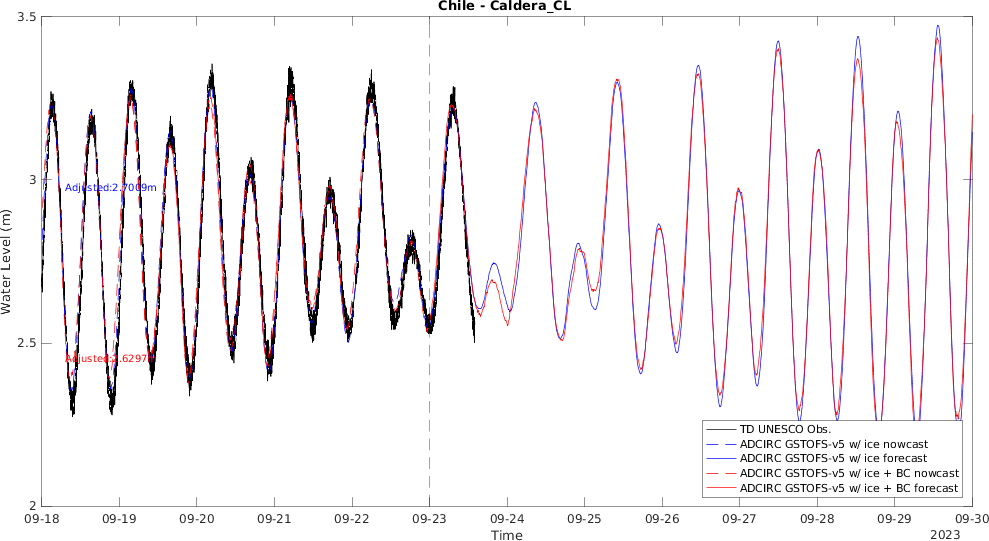 Chile - Caldera_CL
3.5
3
2.5
2
Water Level (m)
Adjusted:2.7009m
Adjusted:2.6297
TD UNESCO Obs.
ADCIRC GSTOFS-v5 w/ ice nowcast
ADCIRC GSTOFS-v5 w/ ice forecast
ADCIRC GSTOFS-v5 w/ ice + BC nowcast
ADCIRC GSTOFS-v5 w/ ice + BC forecast
09-18 09-19 09-20 09-21 09-22 09-23 09-24 09-25 09-26 09-27 09-28 09-29 09-30
Time
2023